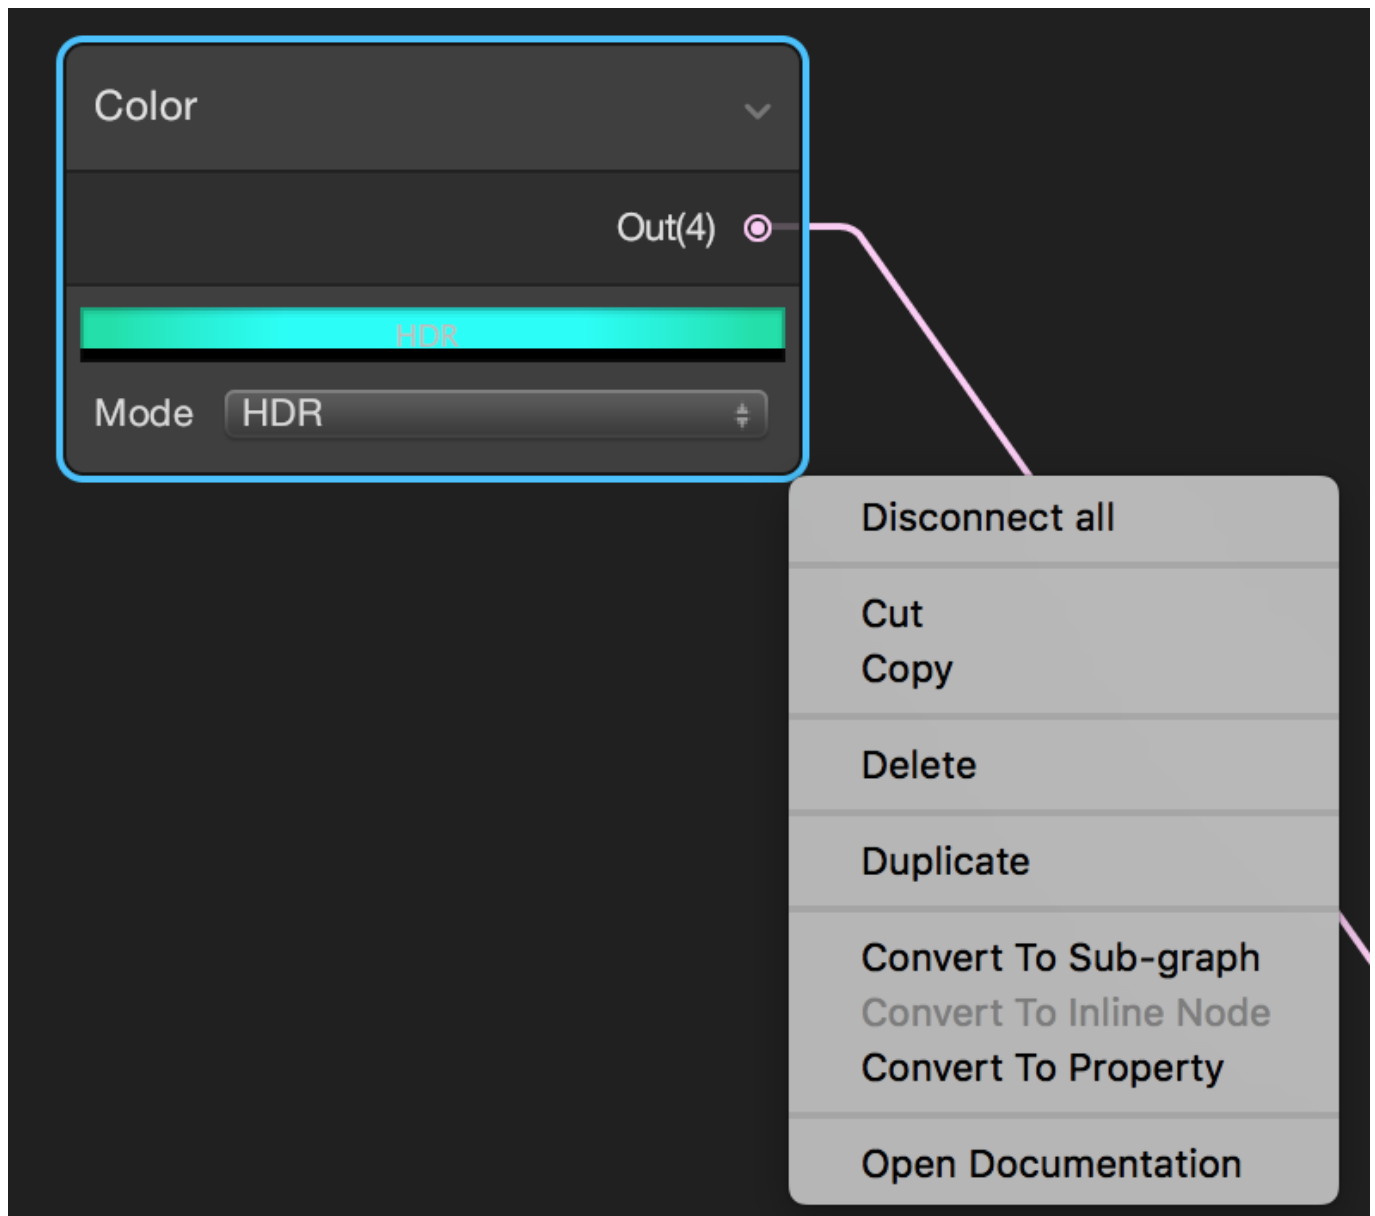 Color
Out(4)
HDR
Mode HDR
Disconnect all
Cut
Copy
Delete
Duplicate
Convert To Sub-graph
Convert To Inline Node
Convert To Property
Open Documentation